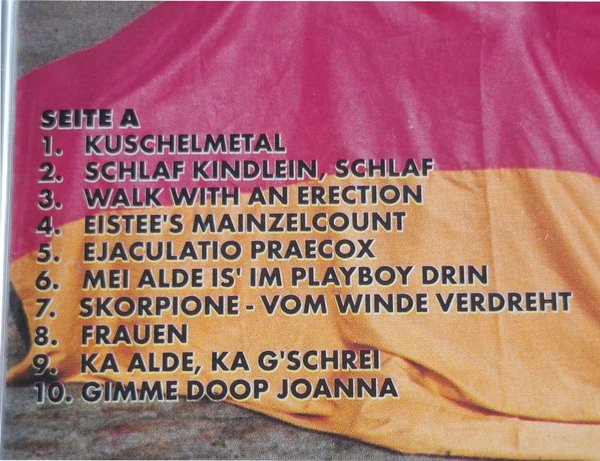 SEITE A
1. KUSCHELMETAL
2. SCHLAF KINDLEIN, SCHLAF
3. WALK WITH AN ERECTION
4. EISTEE'S MAINZELCOUNT
5. EJACULATIO PRAECOX
6. MEI ALDE IS' IM PLAYBOY DRIN
7. SKORPIONE - VOM WINDE VERDREHT
8. FRAUEN
9. KA ALDE, KA G'SCHREI
10. GIMME DOOP JOANNA